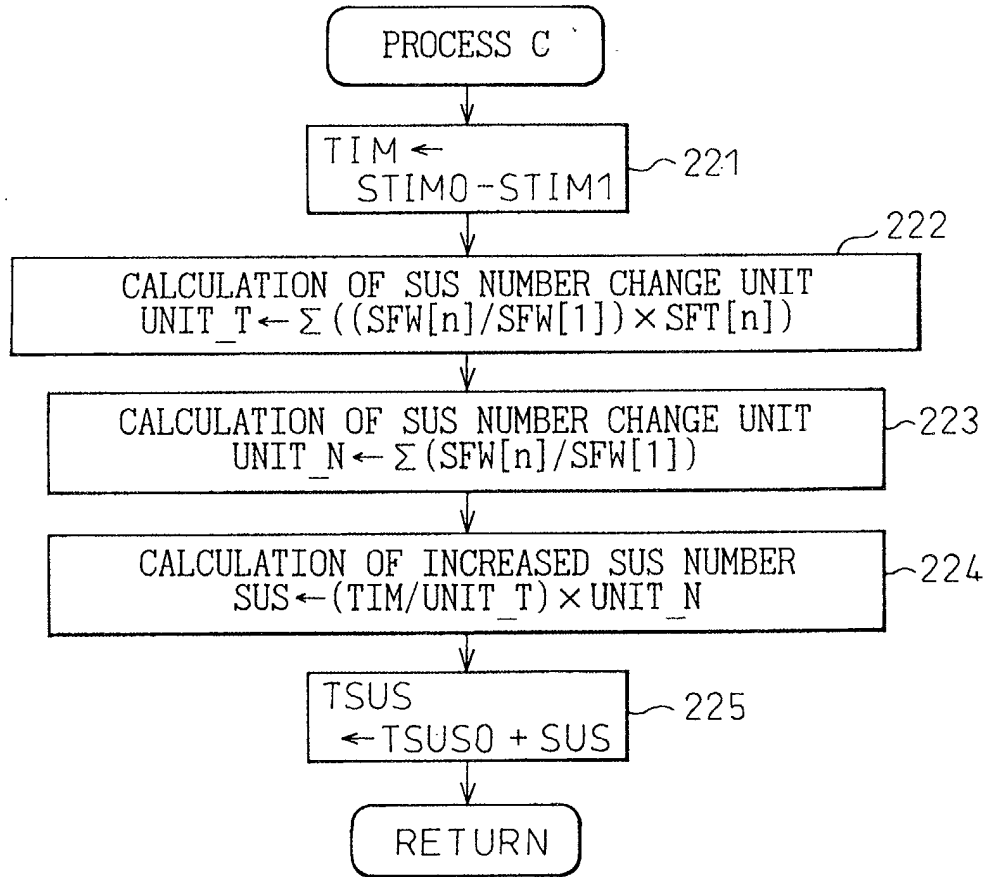 PROCESS C
TIM ←
STIM0-STIM1
221
222
CALCULATION OF SUS NUMBER CHANGE UNIT
UNIT_T←Σ((SFW[n]/SFW[1])×SFT[n])
CALCULATION OF SUS NUMBER CHANGE UNIT
UNIT_N←Σ(SFW[n]/SFW[1])
223
CALCULATION OF INCREASED SUS NUMBER
SUS←(TIM/UNIT_T)×UNIT_N
224
TSUS
←TSUS0 + SUS
225
RETURN